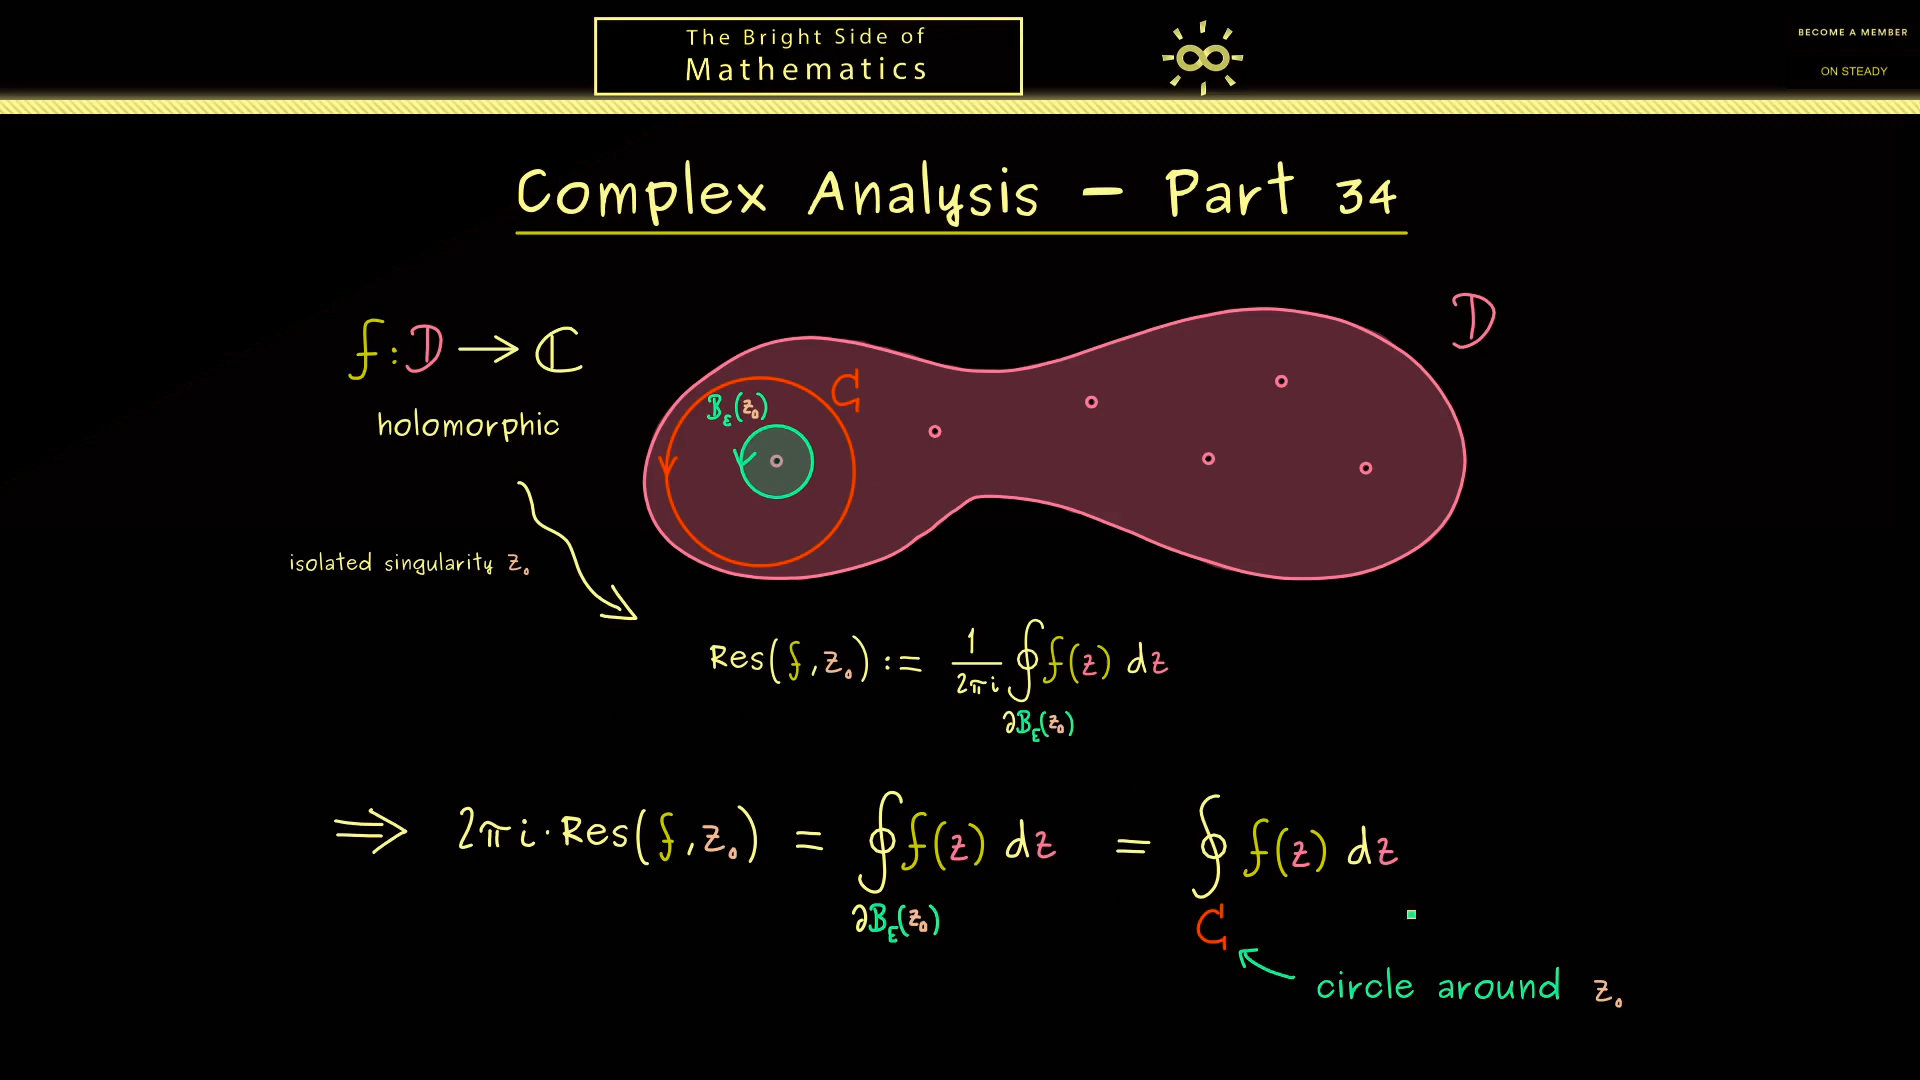 The Bright Side of
Mathematics
BECOME A MEMBER
ON STEADY
Complex Analysis – Part 34
D
f: D → ℂ
holomorphic
C
B_ε(z₀)
isolated singularity z₀
Res(f, z₀) := 1/2πi ∮ f(z) dz
∂B_ε(z₀)
⇒ 2πi · Res(f, z₀) = ∮ f(z) dz = ∮ f(z) dz
∂B_ε(z₀) C
circle around z₀